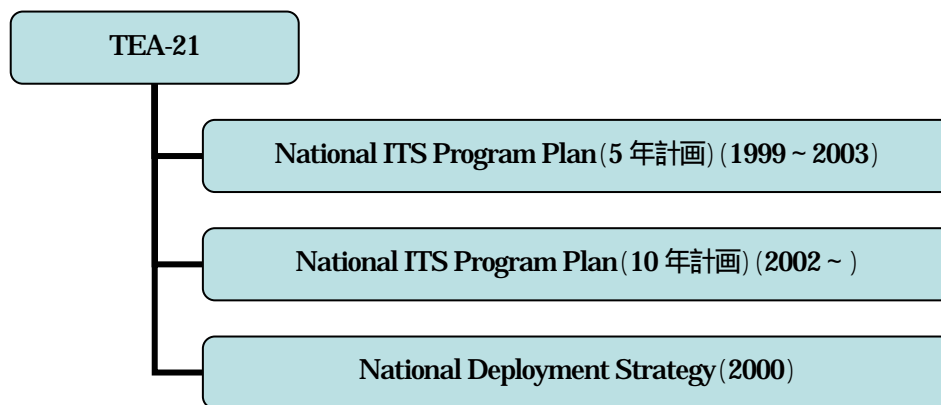 TEA-21
National ITS Program Plan(5 年計画)(1999 ~ 2003)
National ITS Program Plan(10 年計画)(2002 ~ )
National Deployment Strategy(2000)